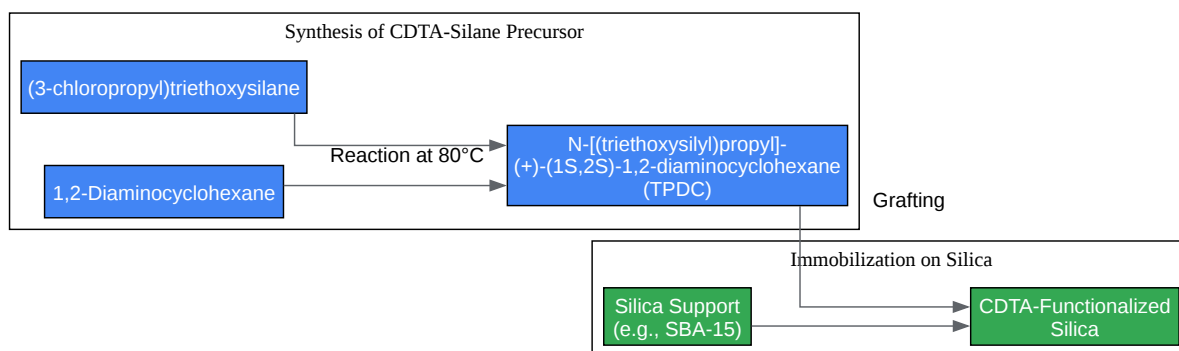 Synthesis of CDTA-Silane Precursor
(3-chloropropyl)triethoxysilane
Reaction at 80°C
1,2-Diaminocyclohexane
N-[(triethoxysilyl)propyl]-
(+)-(1S,2S)-1,2-diaminocyclohexane
(TPDC)
Grafting
Immobilization on Silica
Silica Support
(e.g., SBA-15)
CDTA-Functionalized
Silica